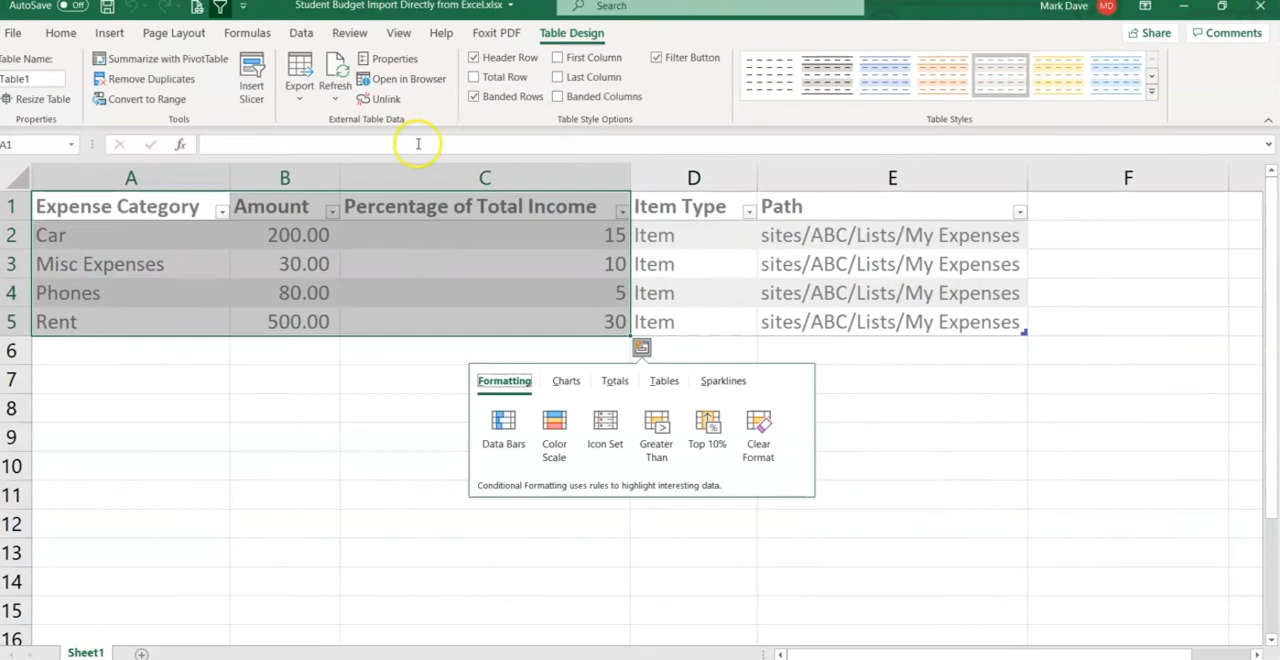 AutoSave Off Student Budget Import Directly from Excel.xlsx Search Mark Dave MD
File Home Insert Page Layout Formulas Data Review View Help Foxit PDF Table Design Share Comments
Table Name: Summarize with PivotTable Properties Header Row First Column Filter Button
Table1 Remove Duplicates Insert Slicer Export Refresh Open in Browser Total Row Last Column
Resize Table Convert to Range Unlink Banded Rows Banded Columns
Properties Tools External Table Data Table Style Options Table Styles
A1 fx
A B C D E F
1 Expense Category Amount Percentage of Total Income Item Type Path
2 Car 200.00 15 Item sites/ABC/Lists/My Expenses
3 Misc Expenses 30.00 10 Item sites/ABC/Lists/My Expenses
4 Phones 80.00 5 Item sites/ABC/Lists/My Expenses
5 Rent 500.00 30 Item sites/ABC/Lists/My Expenses
6
7 Formatting Charts Totals Tables Sparklines
8
9 Data Bars Color Scale Icon Set Greater Than Top 10% Clear Format
10
Conditional Formatting uses rules to highlight interesting data.
11
12
13
14
15
16
Sheet1